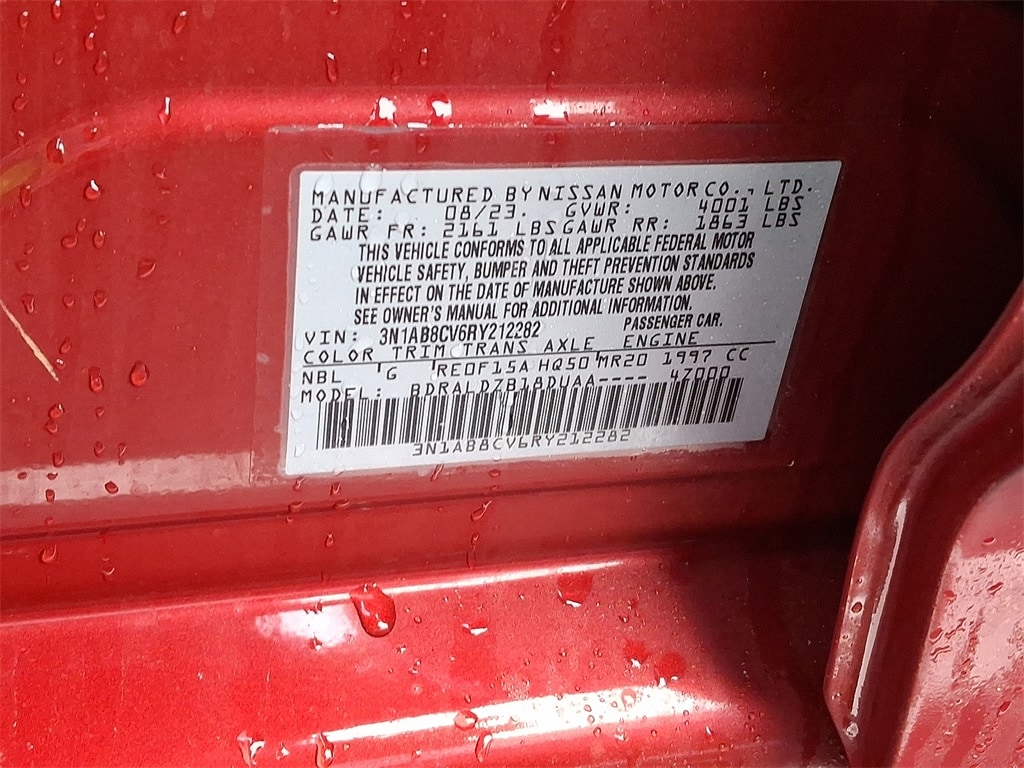 MANUFACTURED BY NISSAN MOTOR CO., LTD.
DATE: 08/23. GVWR: 4001 LBS
GAWR FR: 2161 LBS GAWR RR: 1863 LBS
THIS VEHICLE CONFORMS TO ALL APPLICABLE FEDERAL MOTOR
VEHICLE SAFETY, BUMPER AND THEFT PREVENTION STANDARDS
IN EFFECT ON THE DATE OF MANUFACTURE SHOWN ABOVE.
SEE OWNER'S MANUAL FOR ADDITIONAL INFORMATION.
VIN: 3N1AB8CV6RY212282 PASSENGER CAR.
COLOR TRIM TRANS AXLE ENGINE
NBL G RE0F15A HQ50 MR20 1997 CC
MODEL: BDRALDZB18DUAA---- 47000
3N1AB8CV6RY212282